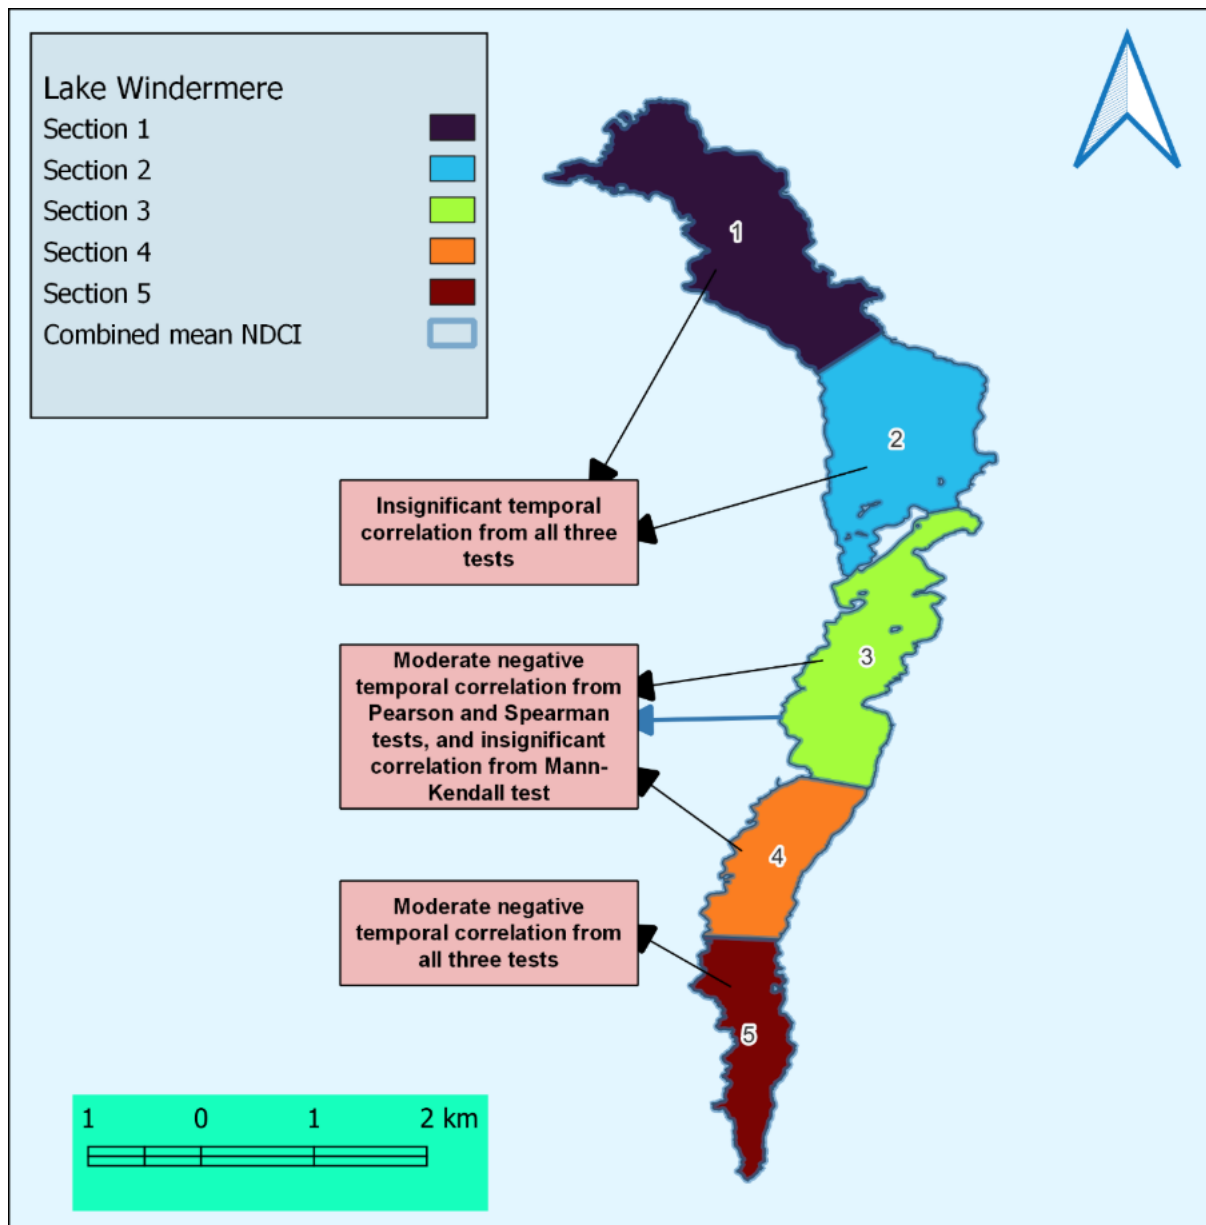 Lake Windermere
Section 1
Section 2
Section 3
Section 4
Section 5
Combined mean NDCI
1
2
3
4
5
Insignificant temporal
correlation from all three
tests
Moderate negative
temporal correlation from
Pearson and Spearman
tests, and insignificant
correlation from Mann-
Kendall test
Moderate negative
temporal correlation from
all three tests
1 0 1 2 km